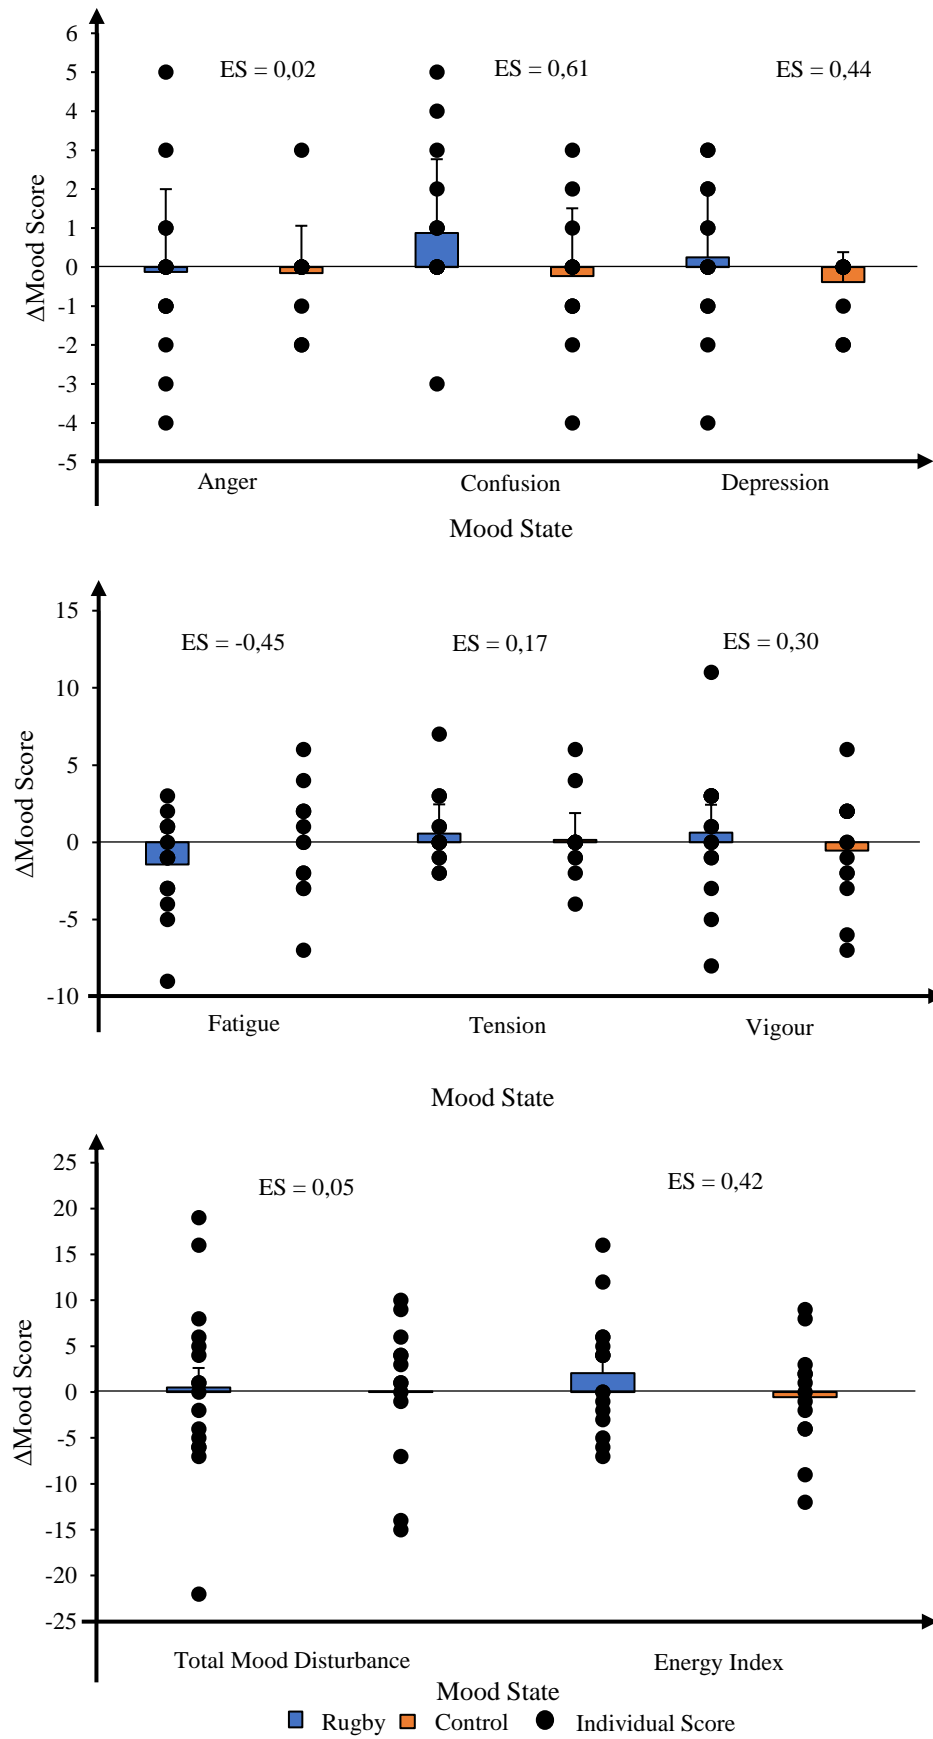 6
5
4
3
2
1
0
-1
-2
-3
-4
-5
ΔMood Score
ES = 0,02
ES = 0,61
ES = 0,44
Anger
Confusion
Depression
Mood State
15
10
5
0
-5
-10
ΔMood Score
ES = -0,45
ES = 0,17
ES = 0,30
Fatigue
Tension
Vigour
Mood State
25
20
15
10
5
0
-5
-10
-15
-20
-25
ΔMood Score
ES = 0,05
ES = 0,42
Total Mood Disturbance
Energy Index
Mood State
Rugby Control Individual Score